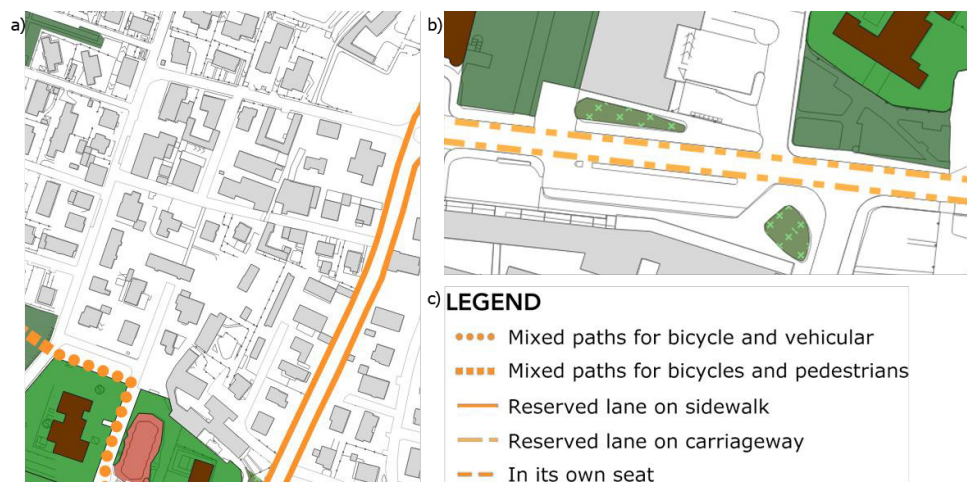 a)
b)
c) LEGEND
Mixed paths for bicycle and vehicular
Mixed paths for bicycles and pedestrians
Reserved lane on sidewalk
Reserved lane on carriageway
In its own seat